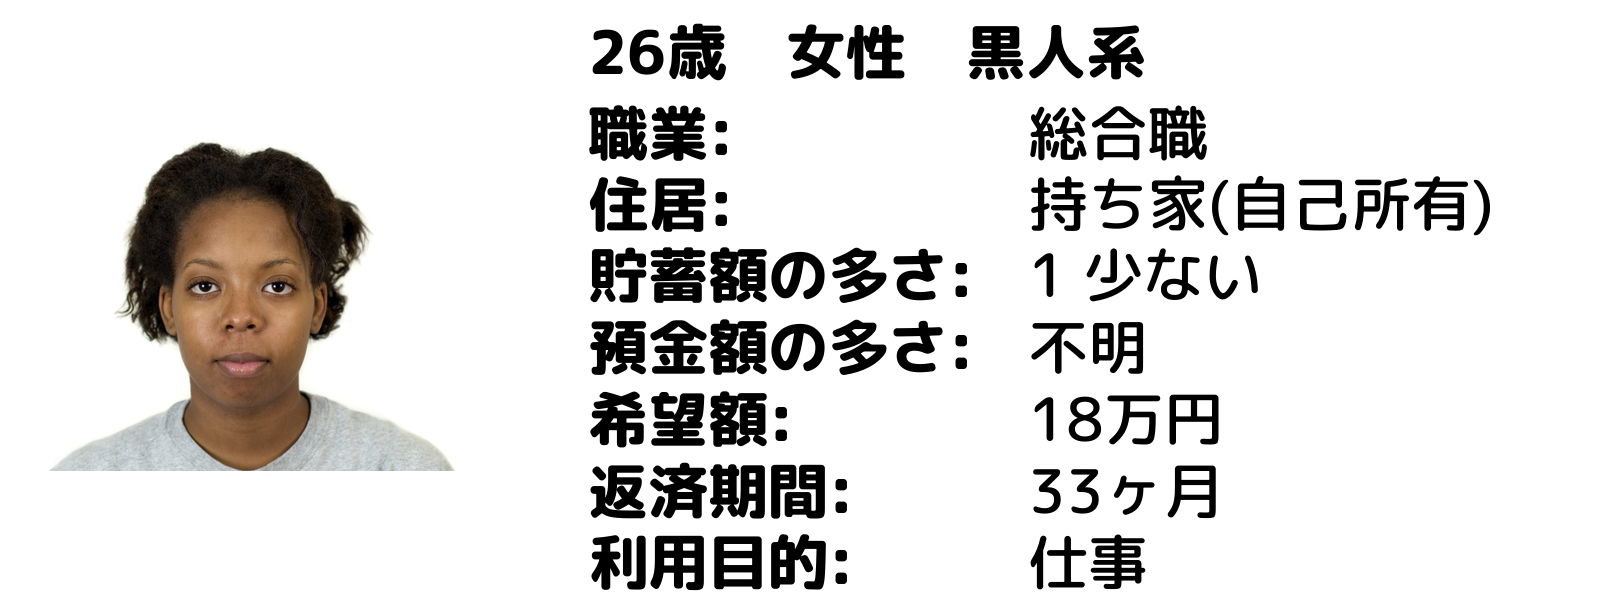 26歳　女性　黒人系
職業: 総合職
住居: 持ち家(自己所有)
貯蓄額の多さ: 1 少ない
預金額の多さ: 不明
希望額: 18万円
返済期間: 33ヶ月
利用目的: 仕事